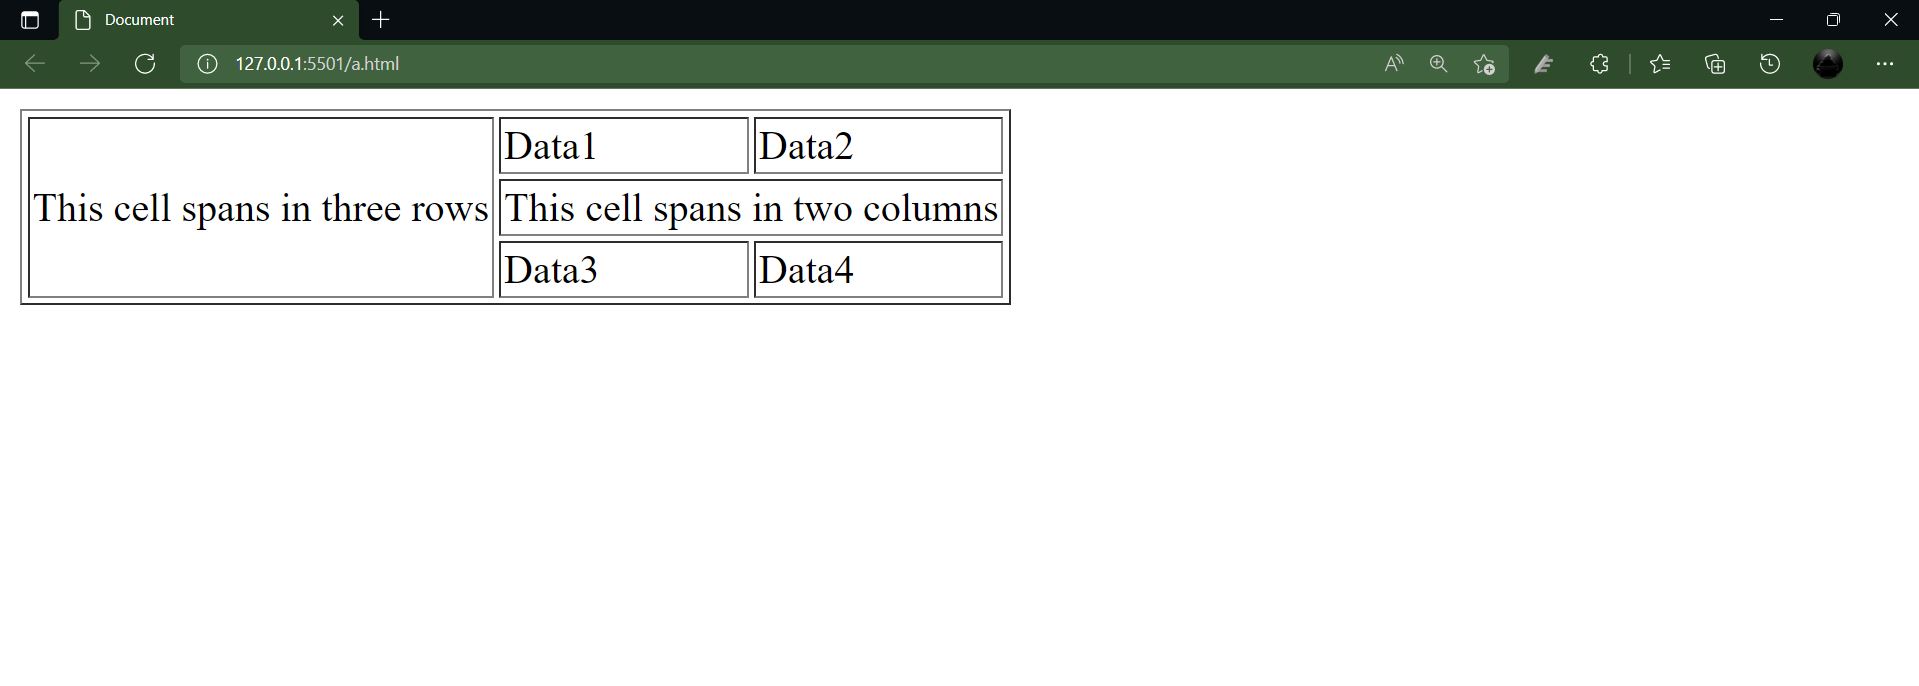 Document
127.0.0.1:5501/a.html
Data1 Data2
This cell spans in three rows This cell spans in two columns
Data3 Data4